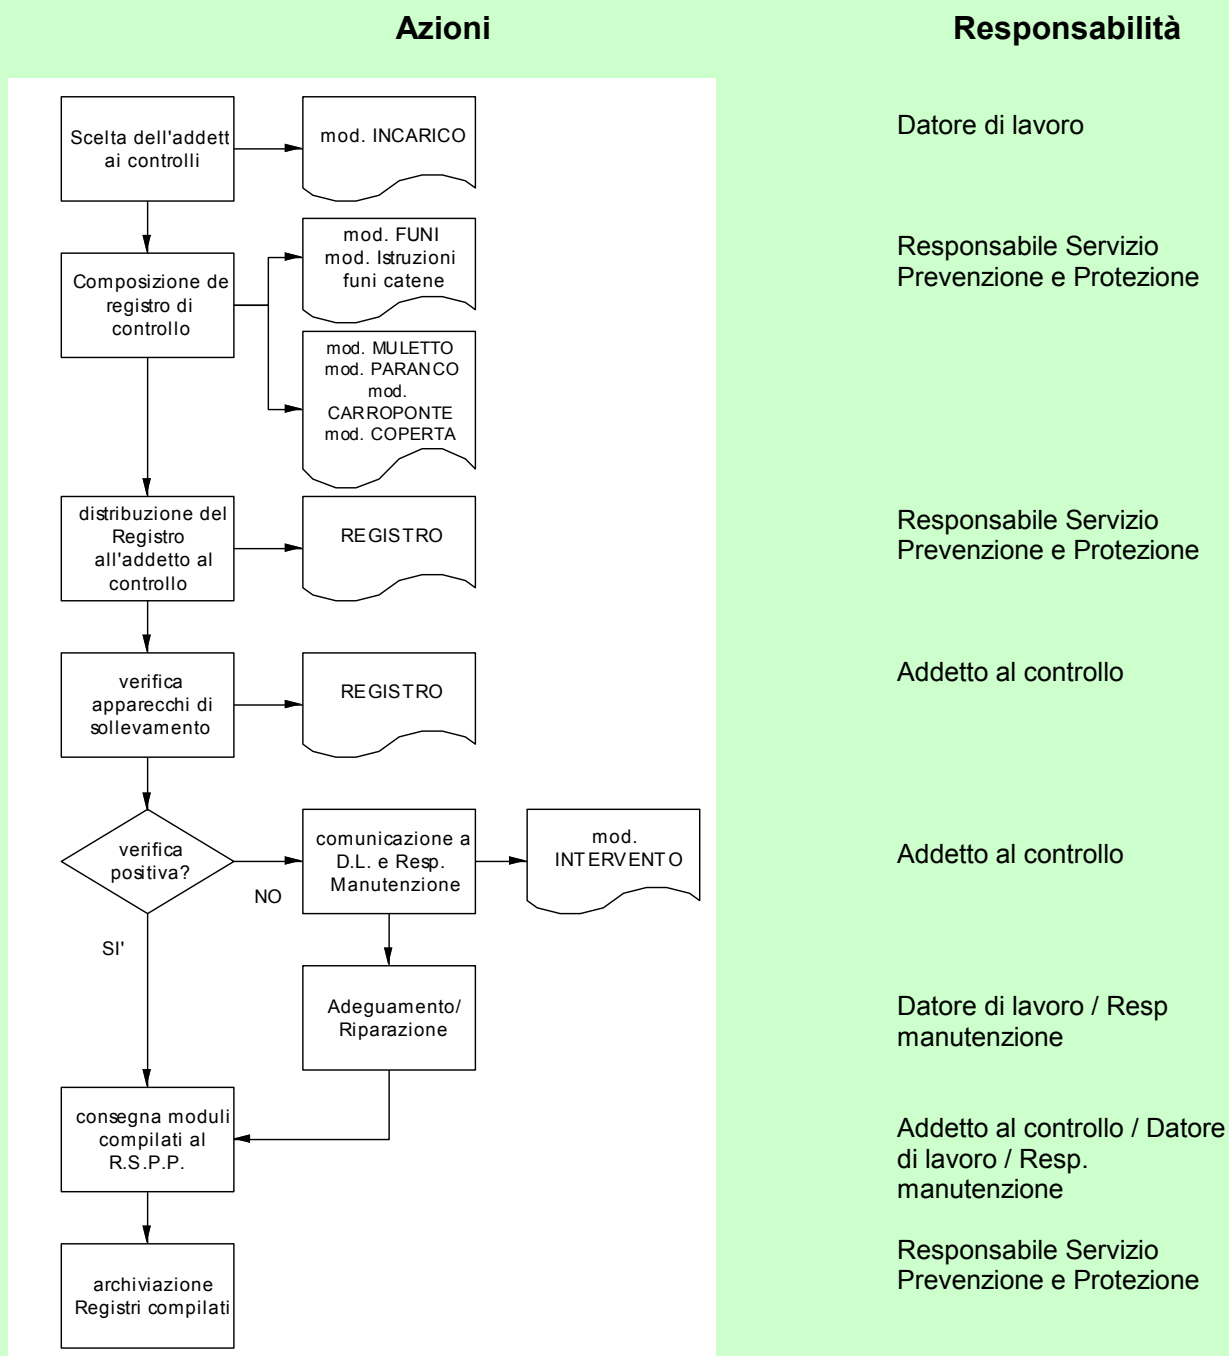 Azioni
Responsabilità
Scelta dell'addett
ai controlli
mod. INCARICO
Datore di lavoro
Composizione de
registro di
controllo
mod. FUNI
mod. Istruzioni
funi catene
Responsabile Servizio
Prevenzione e Protezione
mod. MULETTO
mod. PARANCO
mod.
CARROPONTE
mod. COPERTA
distribuzione del
Registro
all'addetto al
controllo
REGISTRO
Responsabile Servizio
Prevenzione e Protezione
verifica
apparecchi di
sollevamento
REGISTRO
Addetto al controllo
verifica
positiva?
NO
SI'
comunicazione a
D.L. e Resp.
Manutenzione
mod.
INTERVENTO
Addetto al controllo
Adeguamento/
Riparazione
Datore di lavoro / Resp
manutenzione
consegna moduli
compilati al
R.S.P.P.
Addetto al controllo / Datore
di lavoro / Resp.
manutenzione
archiviazione
Registri compilati
Responsabile Servizio
Prevenzione e Protezione